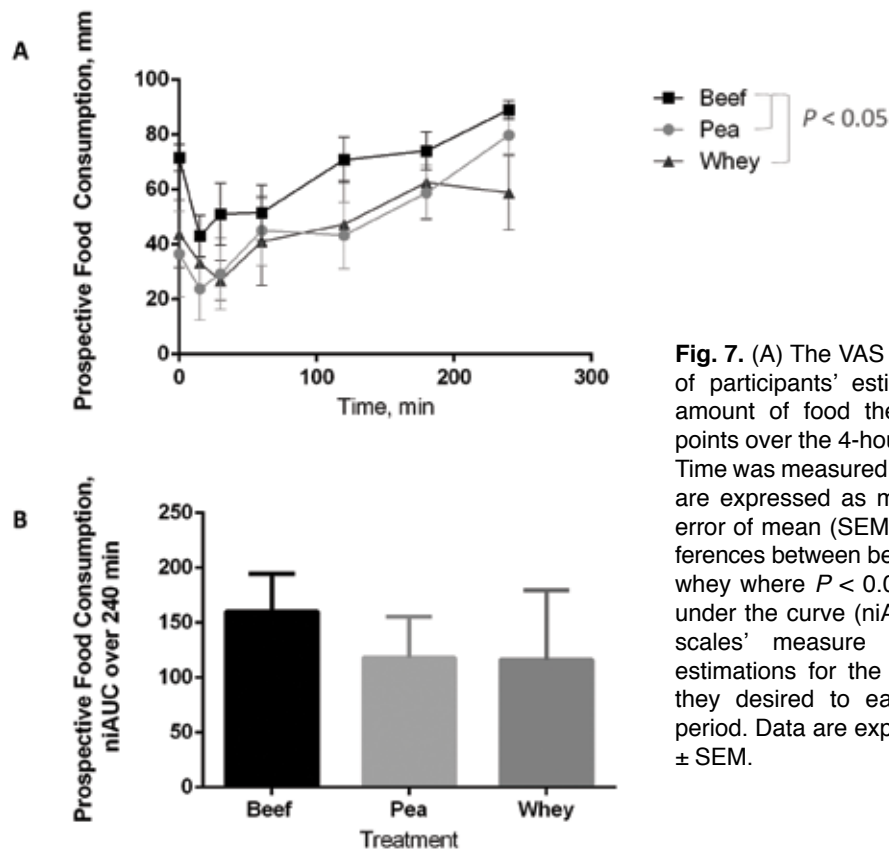 A
Prospective Food Consumption, mm
100
80
60
40
20
0
0
100
200
300
Time, min
Beef
Pea
Whey
P < 0.05
Fig. 7. (A) The VAS
of participants' esti
amount of food the
points over the 4-hou
Time was measured
are expressed as m
error of mean (SEM
ferences between be
whey where P < 0.0
under the curve (niA
scales' measure
estimations for the
they desired to ea
period. Data are exp
± SEM.
B
Prospective Food Consumption,
niAUC over 240 min
250
200
150
100
50
0
Beef
Pea
Whey
Treatment